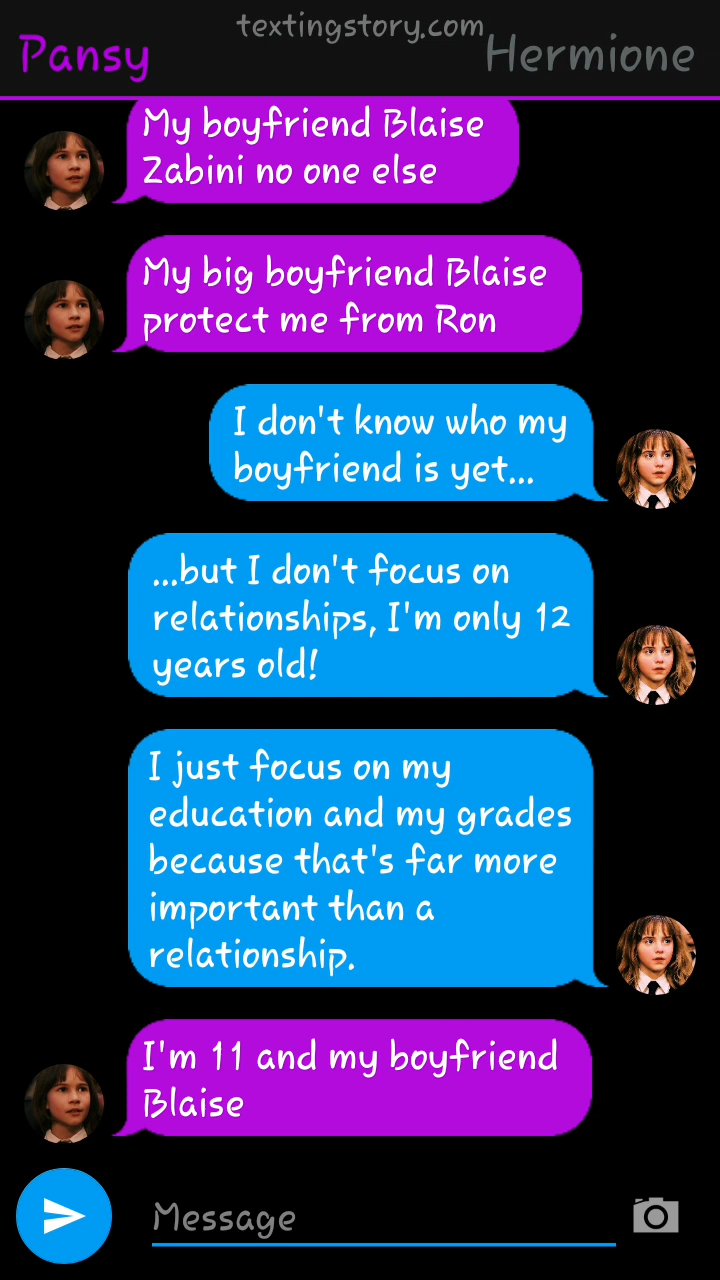 textingstory.com
Pansy
Hermione
My boyfriend Blaise
Zabini no one else
My big boyfriend Blaise
protect me from Ron
I don't know who my
boyfriend is yet...
...but I don't focus on
relationships, I'm only 12
years old!
I just focus on my
education and my grades
because that's far more
important than a
relationship.
I'm 11 and my boyfriend
Blaise
Message